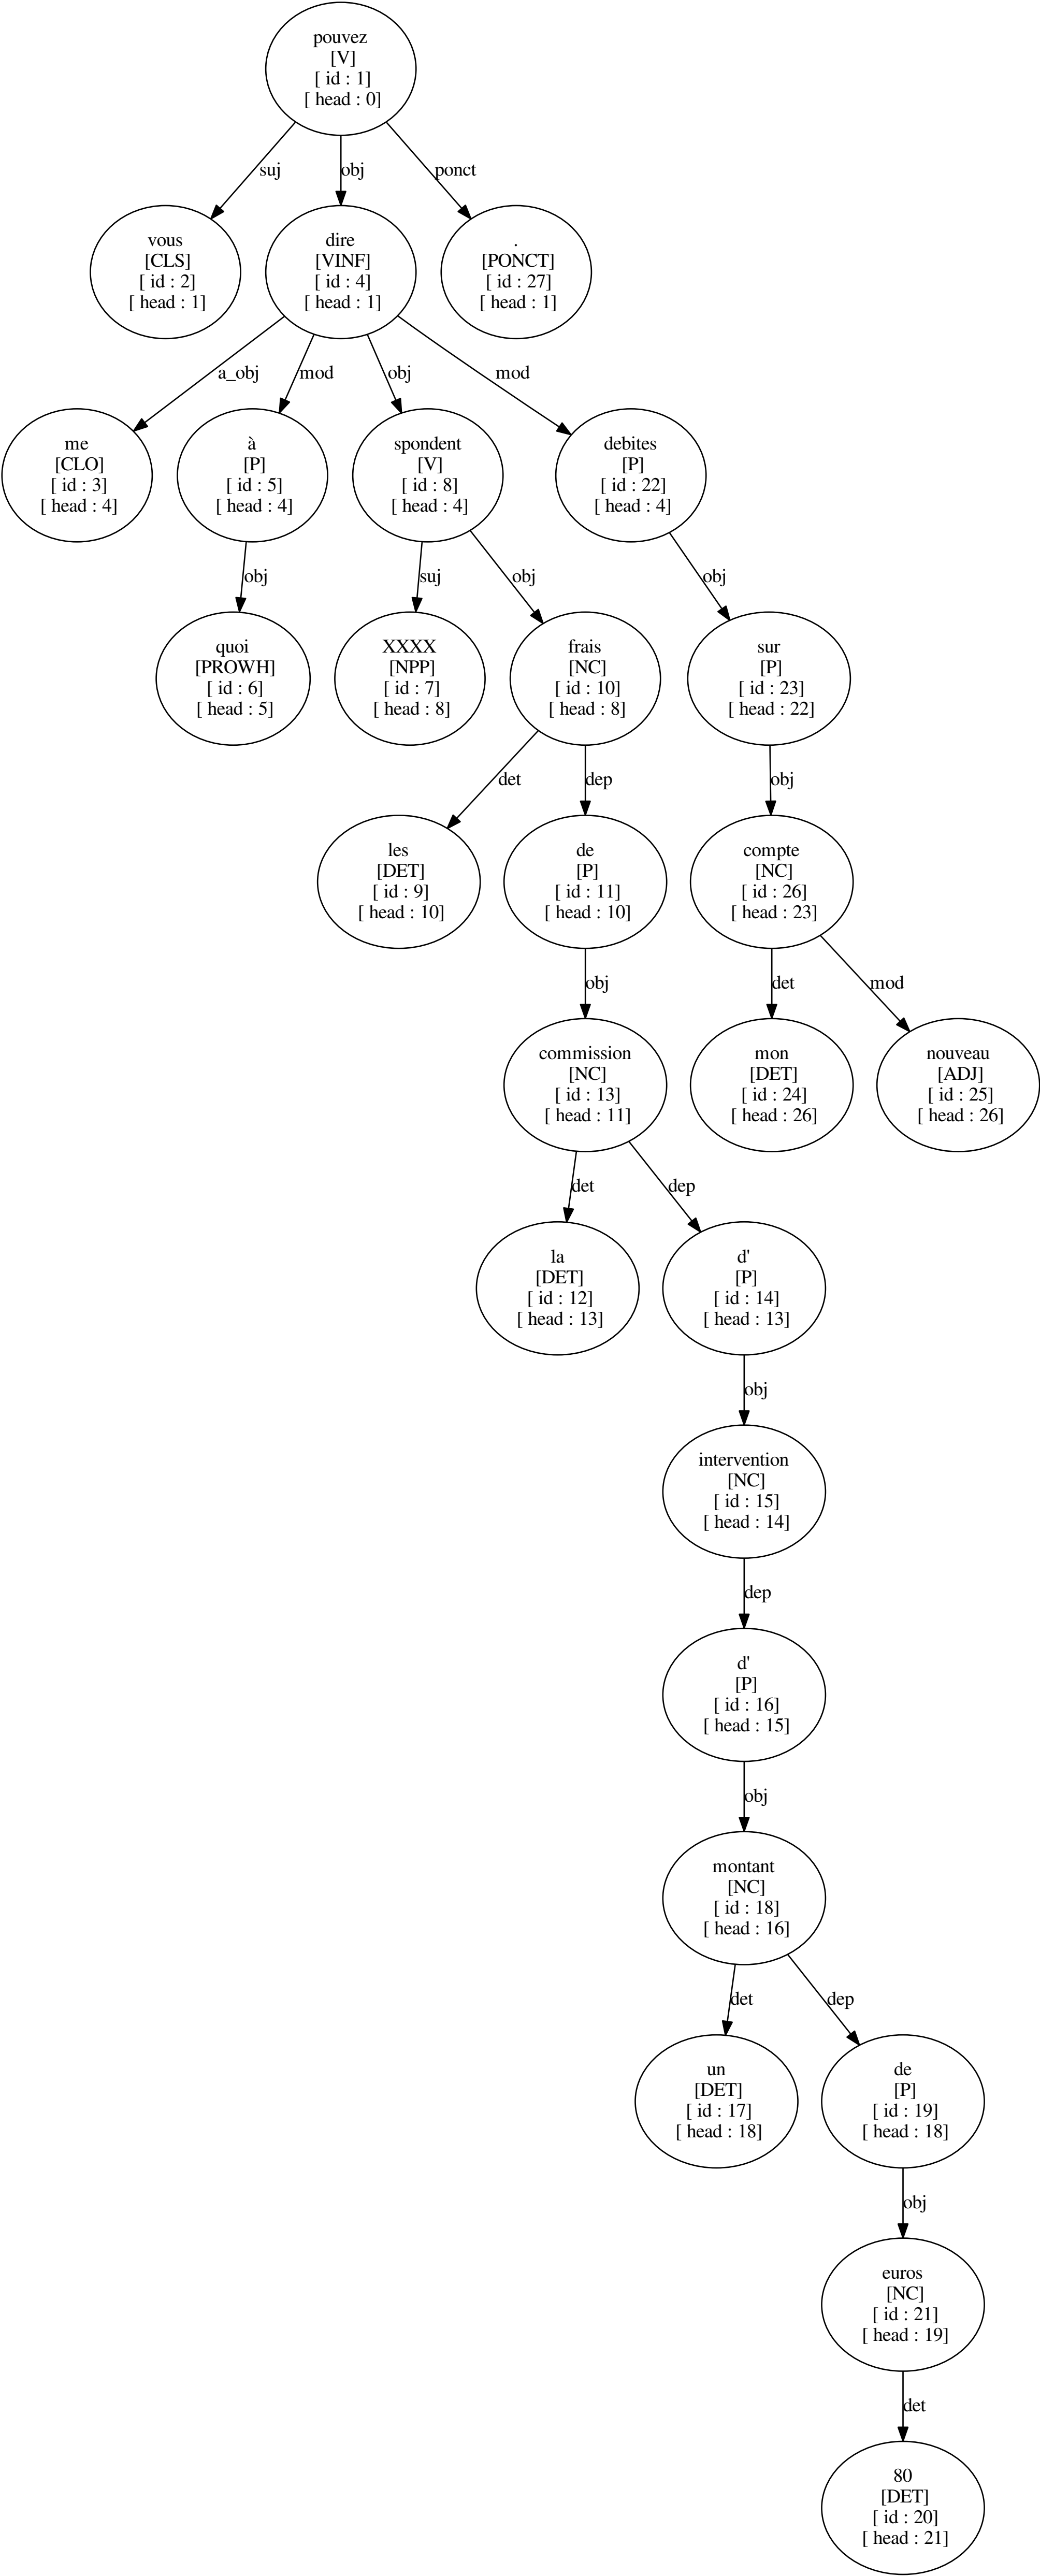 pouvez
[V]
[ id : 1]
[ head : 0]
suj
obj
ponct
vous
[CLS]
[ id : 2]
[ head : 1]
dire
[VINF]
[ id : 4]
[ head : 1]
.
[PONCT]
[ id : 27]
[ head : 1]
a_obj
mod
obj
mod
me
[CLO]
[ id : 3]
[ head : 4]
à
[P]
[ id : 5]
[ head : 4]
spondent
[V]
[ id : 8]
[ head : 4]
debites
[P]
[ id : 22]
[ head : 4]
obj
suj
obj
obj
quoi
[PROWH]
[ id : 6]
[ head : 5]
XXXX
[NPP]
[ id : 7]
[ head : 8]
frais
[NC]
[ id : 10]
[ head : 8]
sur
[P]
[ id : 23]
[ head : 22]
det
dep
obj
les
[DET]
[ id : 9]
[ head : 10]
de
[P]
[ id : 11]
[ head : 10]
compte
[NC]
[ id : 26]
[ head : 23]
obj
det
mod
commission
[NC]
[ id : 13]
[ head : 11]
mon
[DET]
[ id : 24]
[ head : 26]
nouveau
[ADJ]
[ id : 25]
[ head : 26]
det
dep
la
[DET]
[ id : 12]
[ head : 13]
d'
[P]
[ id : 14]
[ head : 13]
obj
intervention
[NC]
[ id : 15]
[ head : 14]
dep
d'
[P]
[ id : 16]
[ head : 15]
obj
montant
[NC]
[ id : 18]
[ head : 16]
det
dep
un
[DET]
[ id : 17]
[ head : 18]
de
[P]
[ id : 19]
[ head : 18]
obj
euros
[NC]
[ id : 21]
[ head : 19]
det
80
[DET]
[ id : 20]
[ head : 21]